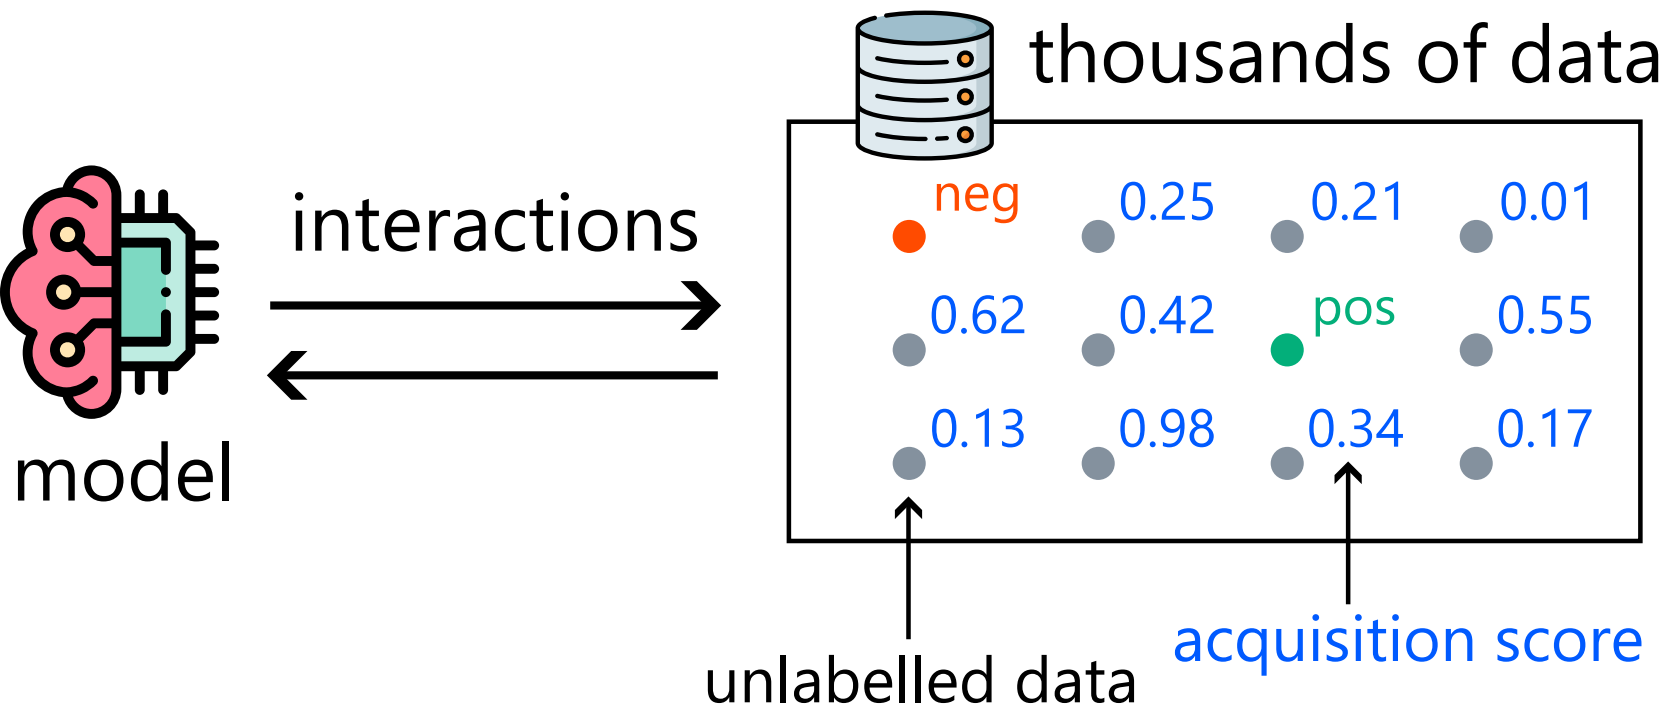 thousands of data
interactions
model
neg 0.25 0.21 0.01
0.62 0.42 pos 0.55
0.13 0.98 0.34 0.17
acquisition score
unlabelled data